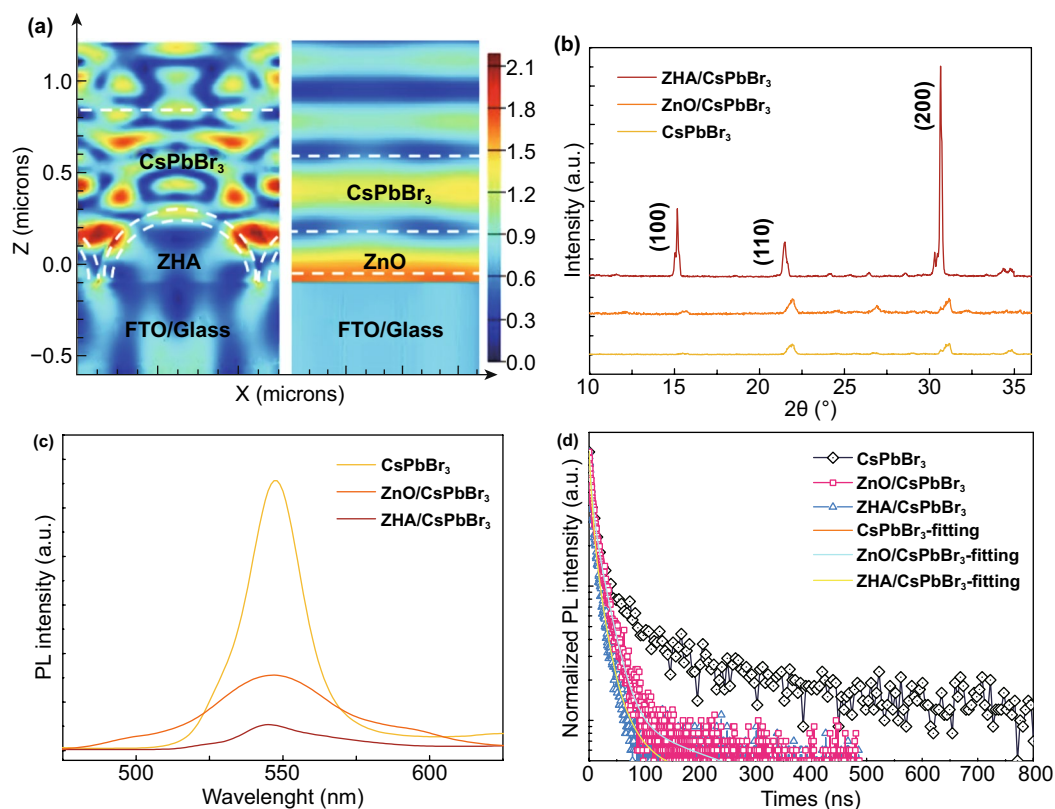 (a)
Z (microns)
1.0
0.5
0.0
−0.5
CsPbBr₃
ZHA
FTO/Glass
CsPbBr₃
ZnO
FTO/Glass
X (microns)
2.1
1.8
1.5
1.2
0.9
0.6
0.3
0.0
(b)
Intensity (a.u.)
ZHA/CsPbBr₃
ZnO/CsPbBr₃
CsPbBr₃
(100)
(110)
(200)
10 15 20 25 30 35
2θ (°)
(c)
PL intensity (a.u.)
CsPbBr₃
ZnO/CsPbBr₃
ZHA/CsPbBr₃
500 550 600
Wavelenght (nm)
(d)
Normalized PL intensity (a.u.)
CsPbBr₃
ZnO/CsPbBr₃
ZHA/CsPbBr₃
CsPbBr₃-fitting
ZnO/CsPbBr₃-fitting
ZHA/CsPbBr₃-fitting
0 100 200 300 400 500 600 700 800
Times (ns)